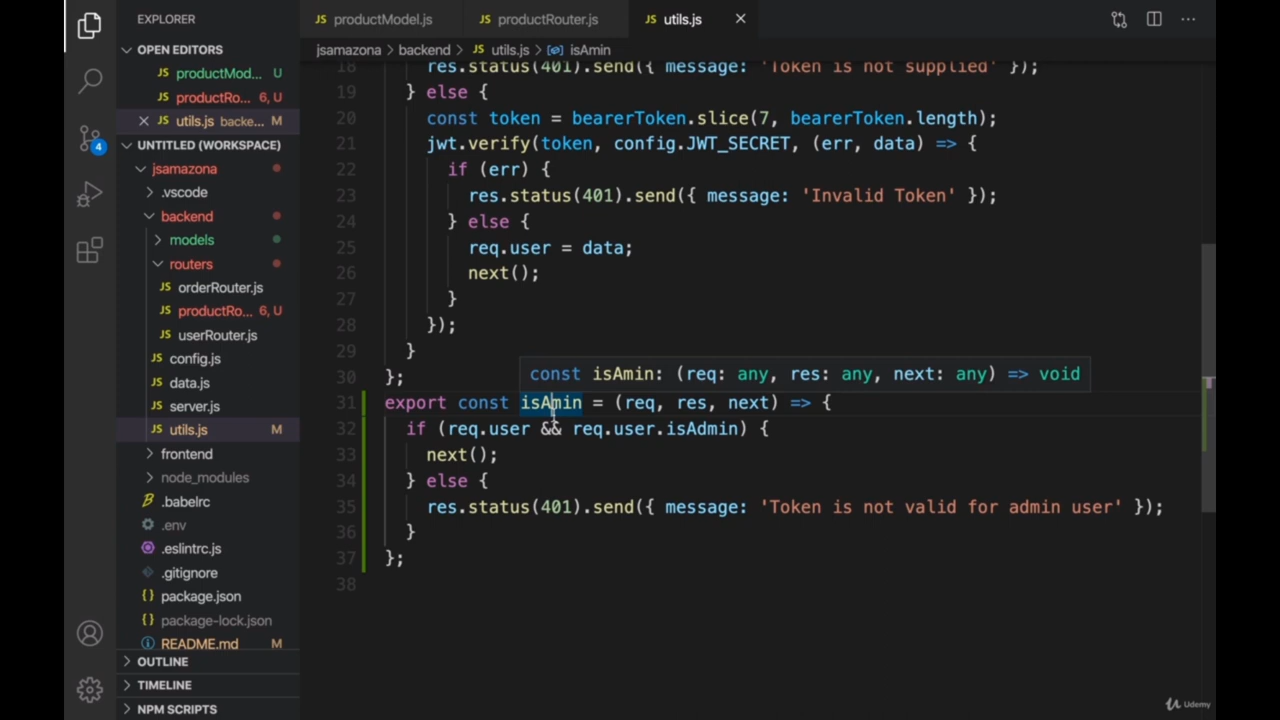 EXPLORER
OPEN EDITORS
JS productMod... U
JS productRo... 6, U
JS utils.js backe... M
UNTITLED (WORKSPACE)
jsamazona
.vscode
backend
models
routers
JS orderRouter.js
JS productRo... 6, U
JS userRouter.js
JS config.js
JS data.js
JS server.js
JS utils.js M
frontend
node_modules
.babelrc
.env
.eslintrc.js
.gitignore
{} package.json
{} package-lock.json
README.md M
OUTLINE
TIMELINE
NPM SCRIPTS
4
JS productModel.js
JS productRouter.js
JS utils.js
jsamazona > backend > JS utils.js > isAmin
18 res.status(401).send({ message: 'Token is not supplied' });
19 } else {
20 const token = bearerToken.slice(7, bearerToken.length);
21 jwt.verify(token, config.JWT_SECRET, (err, data) => {
22 if (err) {
23 res.status(401).send({ message: 'Invalid Token' });
24 } else {
25 req.user = data;
26 next();
27 }
28 });
29 }
30 };
const isAmin: (req: any, res: any, next: any) => void
31 export const isAmin = (req, res, next) => {
32 if (req.user && req.user.isAdmin) {
33 next();
34 } else {
35 res.status(401).send({ message: 'Token is not valid for admin user' });
36 }
37 };
38
Udemy